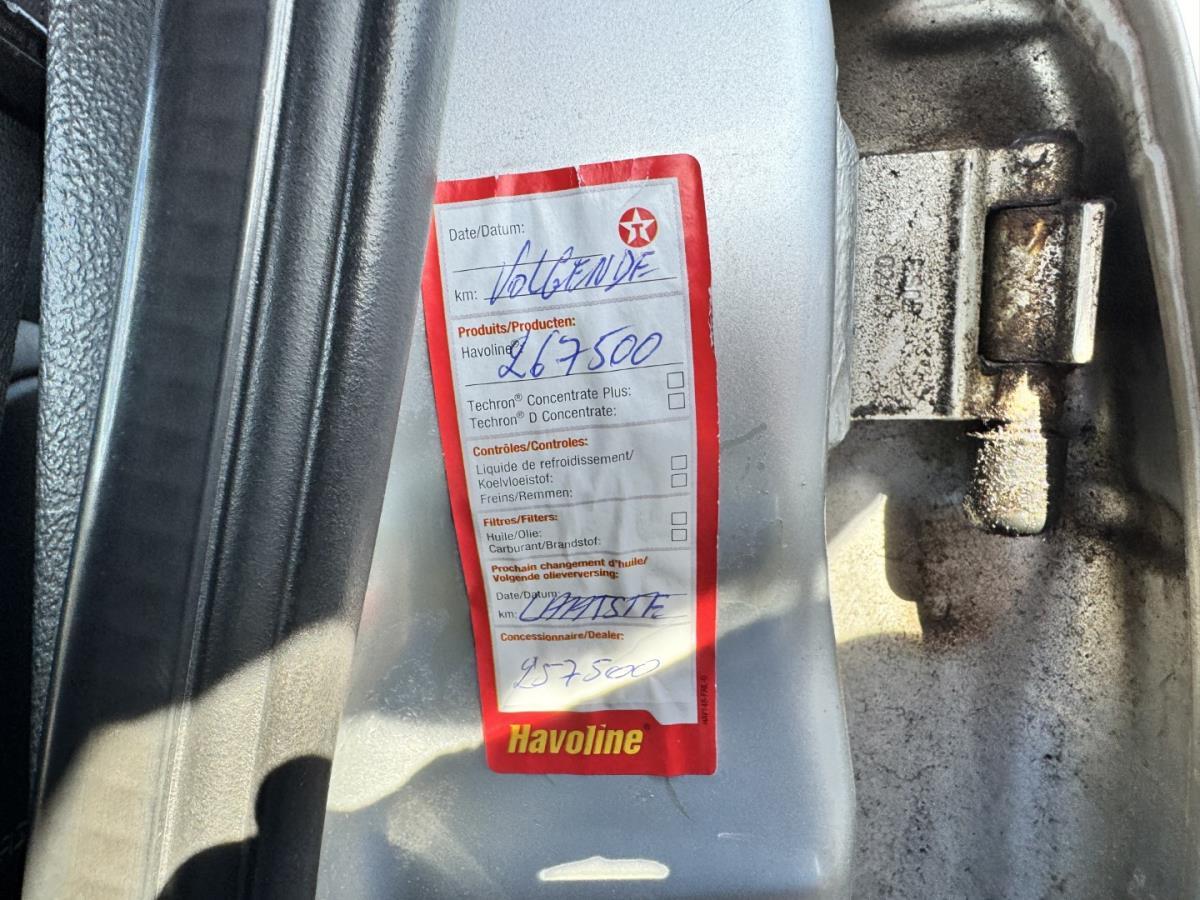 Date/Datum:
km: VOLGENDE
Produits/Producten:
Havoline®:
267500
Techron® Concentrate Plus:
Techron® D Concentrate:
Contrôles/Controles:
Liquide de refroidissement/
Koelvloeistof:
Freins/Remmen:
Filtres/Filters:
Huile/Olie:
Carburant/Brandstof:
Prochain changement d'huile/
Volgende olieverversing:
Date/Datum:
km: LAATSTE
Concessionnaire/Dealer:
257500
Havoline®